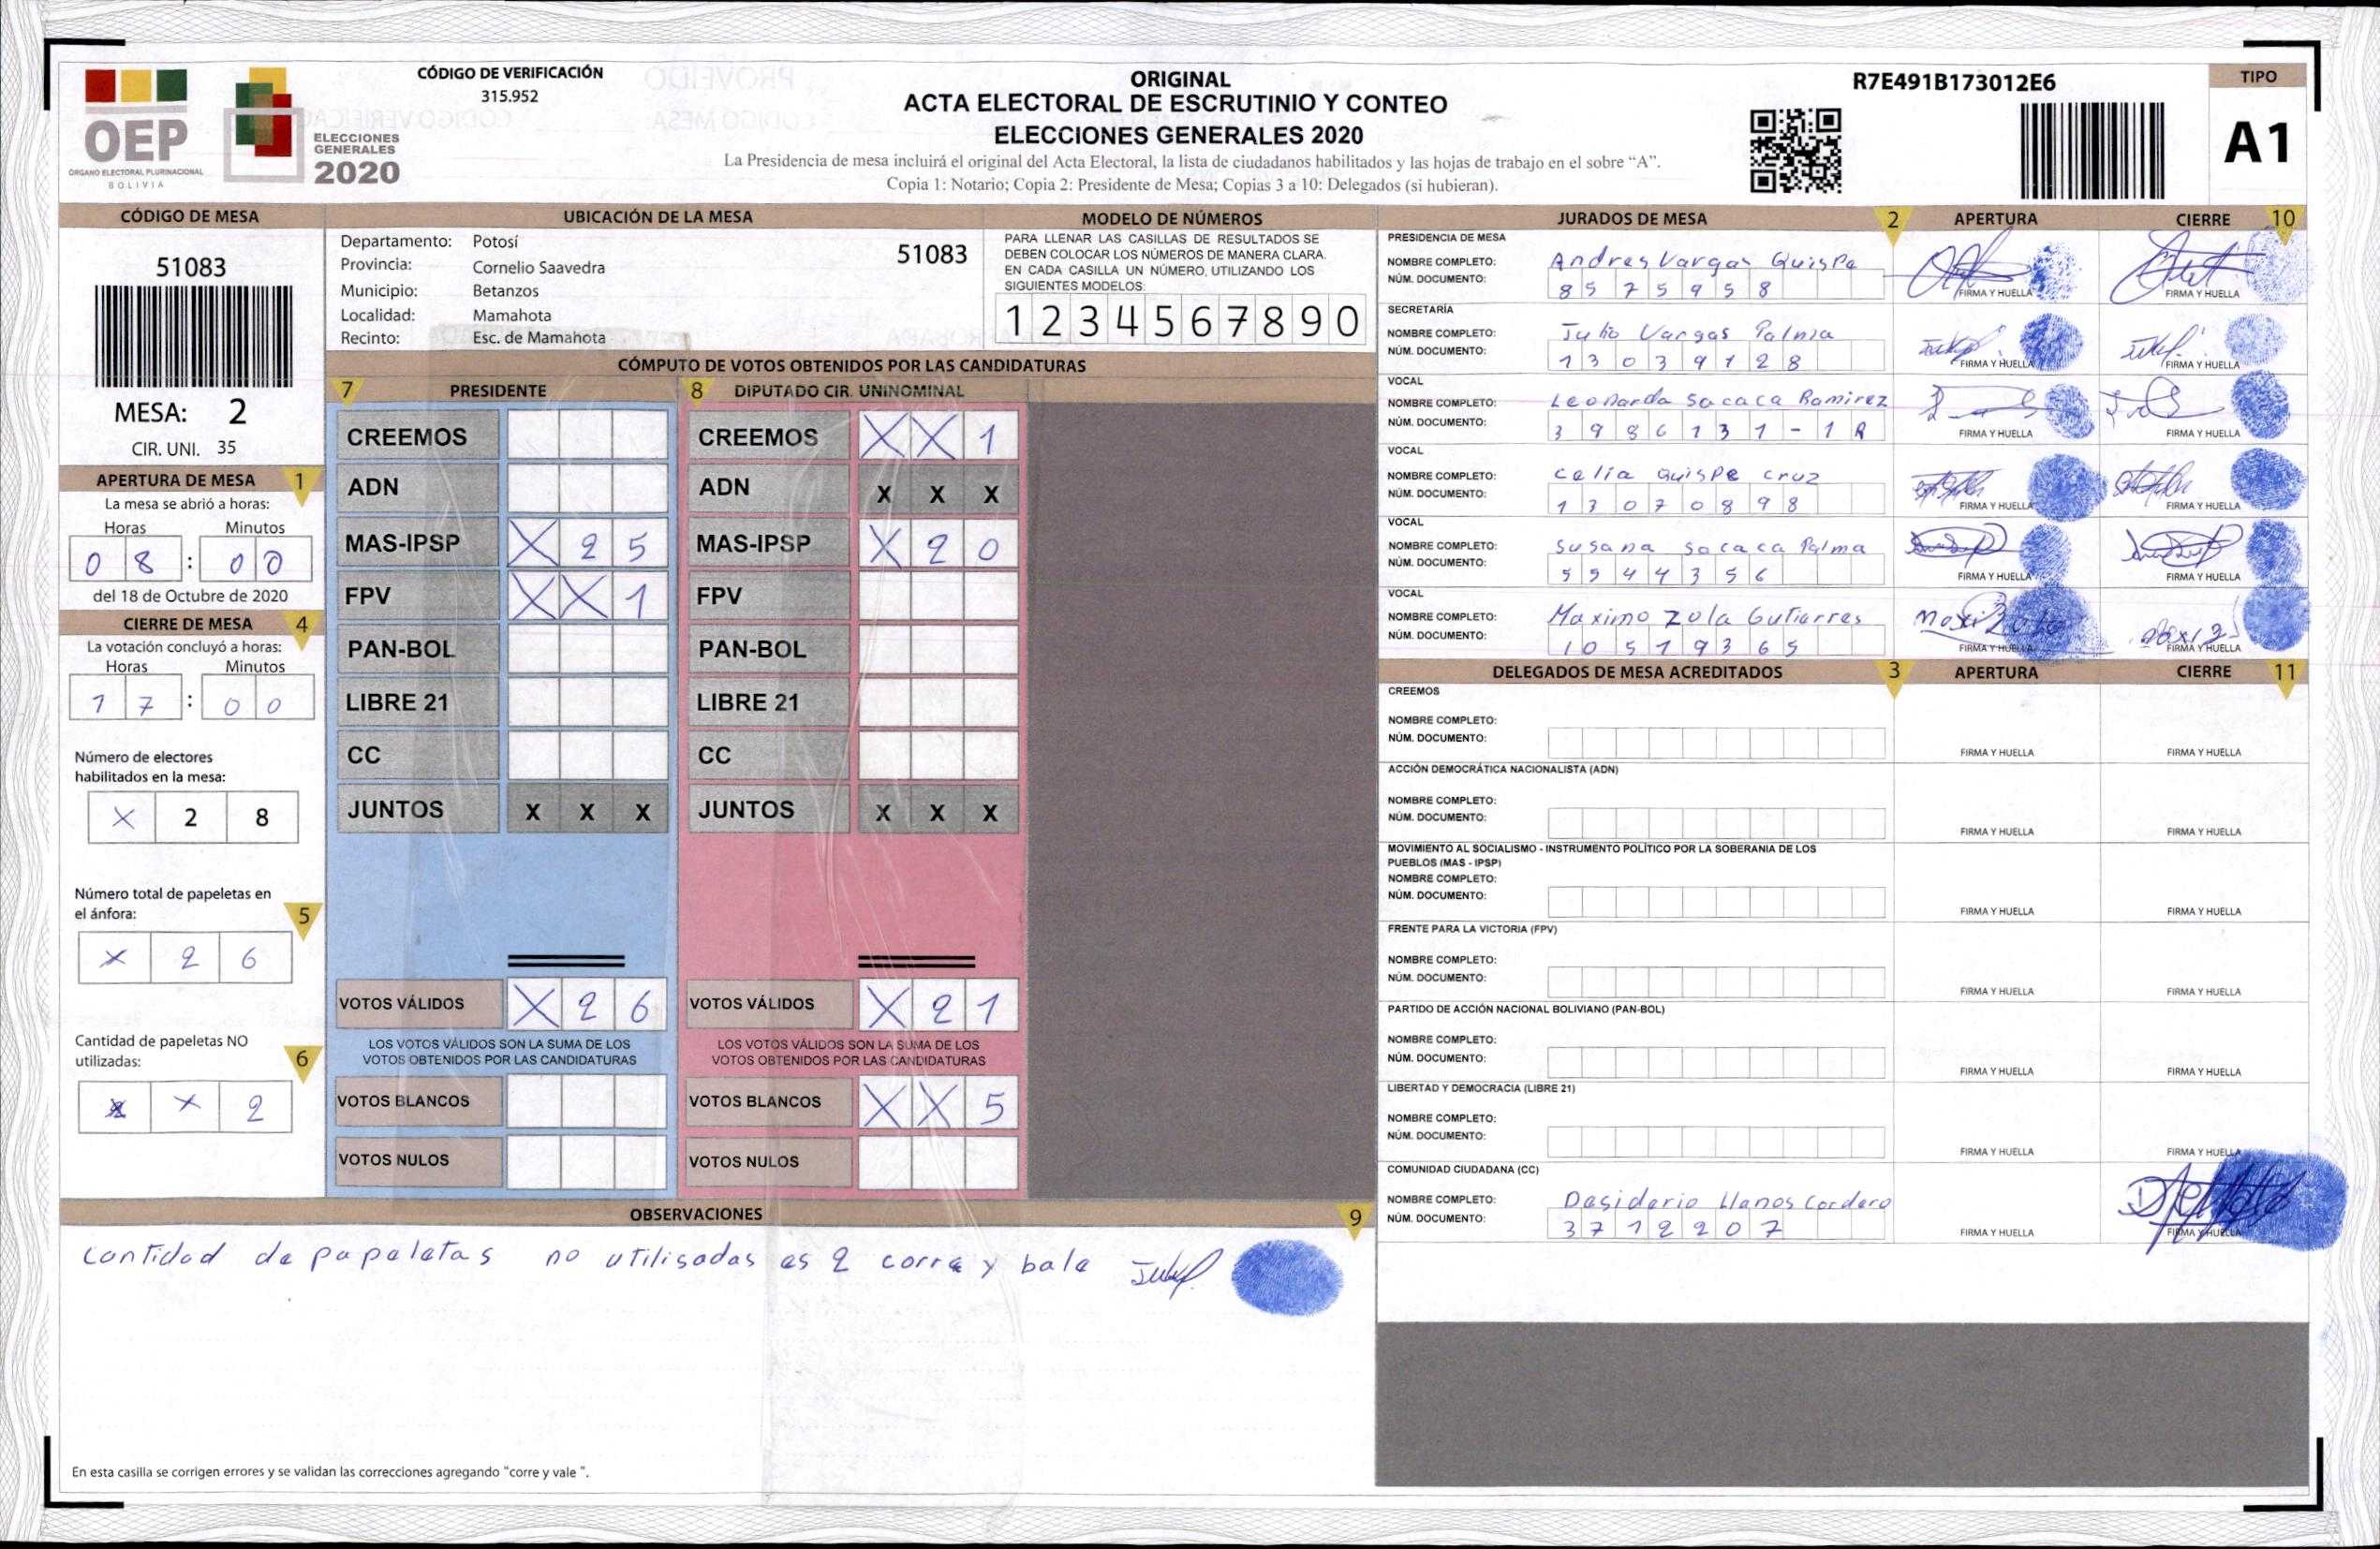 CÓDIGO DE VERIFICACIÓN
315.952
OEP
ÓRGANO ELECTORAL PLURINACIONAL
BOLIVIA
ELECCIONES
GENERALES
2020
ORIGINAL
ACTA ELECTORAL DE ESCRUTINIO Y CONTEO
ELECCIONES GENERALES 2020
La Presidencia de mesa incluirá el original del Acta Electoral, la lista de ciudadanos habilitados y las hojas de trabajo en el sobre “A”.
Copia 1: Notario; Copia 2: Presidente de Mesa; Copias 3 a 10: Delegados (si hubieran).
R7E491B173012E6
TIPO
A1
CÓDIGO DE MESA
51083
MESA: 2
CIR. UNI. 35
APERTURA DE MESA 1
La mesa se abrió a horas:
Horas Minutos
0 8 : 0 0
del 18 de Octubre de 2020
CIERRE DE MESA 4
La votación concluyó a horas:
Horas Minutos
1 7 : 0 0
Número de electores
habilitados en la mesa:
X 2 8
Número total de papeletas en
el ánfora: 5
X 2 6
Cantidad de papeletas NO
utilizadas: 6
X X 2
UBICACIÓN DE LA MESA
Departamento: Potosí
Provincia: Cornelio Saavedra
Municipio: Betanzos
Localidad: Mamahota
Recinto: Esc. de Mamahota
51083
MODELO DE NÚMEROS
PARA LLENAR LAS CASILLAS DE RESULTADOS SE
DEBEN COLOCAR LOS NÚMEROS DE MANERA CLARA.
EN CADA CASILLA UN NÚMERO, UTILIZANDO LOS
SIGUIENTES MODELOS:
1 2 3 4 5 6 7 8 9 0
CÓMPUTO DE VOTOS OBTENIDOS POR LAS CANDIDATURAS
7 PRESIDENTE
CREEMOS
ADN
MAS-IPSP X 2 5
FPV X X 1
PAN-BOL
LIBRE 21
CC
JUNTOS X X X
VOTOS VÁLIDOS X 2 6
LOS VOTOS VÁLIDOS SON LA SUMA DE LOS
VOTOS OBTENIDOS POR LAS CANDIDATURAS
VOTOS BLANCOS
VOTOS NULOS
8 DIPUTADO CIR. UNINOMINAL
CREEMOS X X 1
ADN X X X
MAS-IPSP X 2 0
FPV
PAN-BOL
LIBRE 21
CC
JUNTOS X X X
VOTOS VÁLIDOS X 2 1
LOS VOTOS VÁLIDOS SON LA SUMA DE LOS
VOTOS OBTENIDOS POR LAS CANDIDATURAS
VOTOS BLANCOS X X 5
VOTOS NULOS
OBSERVACIONES 9
cantidad de papeletas no utilisadas es 2 corre y bale
En esta casilla se corrigen errores y se validan las correcciones agregando "corre y vale ".
JURADOS DE MESA 2 APERTURA CIERRE 10
PRESIDENCIA DE MESA
NOMBRE COMPLETO: Andres Vargas Quispe
NÚM. DOCUMENTO: 8 5 7 5 9 5 8
FIRMA Y HUELLA FIRMA Y HUELLA
SECRETARÍA
NOMBRE COMPLETO: Julio Vargas Palma
NÚM. DOCUMENTO: 1 3 0 3 9 1 2 8
FIRMA Y HUELLA FIRMA Y HUELLA
VOCAL
NOMBRE COMPLETO: Leonarda Sacaca Ramirez
NÚM. DOCUMENTO: 3 9 8 6 1 3 1 - 1 R
FIRMA Y HUELLA FIRMA Y HUELLA
VOCAL
NOMBRE COMPLETO: Celia Quispe Cruz
NÚM. DOCUMENTO: 1 3 0 7 0 8 9 8
FIRMA Y HUELLA FIRMA Y HUELLA
VOCAL
NOMBRE COMPLETO: Susana Sacaca Palma
NÚM. DOCUMENTO: 5 5 4 4 3 5 6
FIRMA Y HUELLA FIRMA Y HUELLA
VOCAL
NOMBRE COMPLETO: Maximo Zola Gutiarres
NÚM. DOCUMENTO: 1 0 5 1 9 3 6 5
FIRMA Y HUELLA FIRMA Y HUELLA
DELEGADOS DE MESA ACREDITADOS 3 APERTURA CIERRE 11
CREEMOS
NOMBRE COMPLETO:
NÚM. DOCUMENTO:
FIRMA Y HUELLA FIRMA Y HUELLA
ACCIÓN DEMOCRÁTICA NACIONALISTA (ADN)
NOMBRE COMPLETO:
NÚM. DOCUMENTO:
FIRMA Y HUELLA FIRMA Y HUELLA
MOVIMIENTO AL SOCIALISMO - INSTRUMENTO POLÍTICO POR LA SOBERANIA DE LOS
PUEBLOS (MAS - IPSP)
NOMBRE COMPLETO:
NÚM. DOCUMENTO:
FIRMA Y HUELLA FIRMA Y HUELLA
FRENTE PARA LA VICTORIA (FPV)
NOMBRE COMPLETO:
NÚM. DOCUMENTO:
FIRMA Y HUELLA FIRMA Y HUELLA
PARTIDO DE ACCIÓN NACIONAL BOLIVIANO (PAN-BOL)
NOMBRE COMPLETO:
NÚM. DOCUMENTO:
FIRMA Y HUELLA FIRMA Y HUELLA
LIBERTAD Y DEMOCRACIA (LIBRE 21)
NOMBRE COMPLETO:
NÚM. DOCUMENTO:
FIRMA Y HUELLA FIRMA Y HUELLA
COMUNIDAD CIUDADANA (CC)
NOMBRE COMPLETO: Desiderio Llanos Cordero
NÚM. DOCUMENTO: 3 7 1 2 2 0 7
FIRMA Y HUELLA FIRMA Y HUELLA